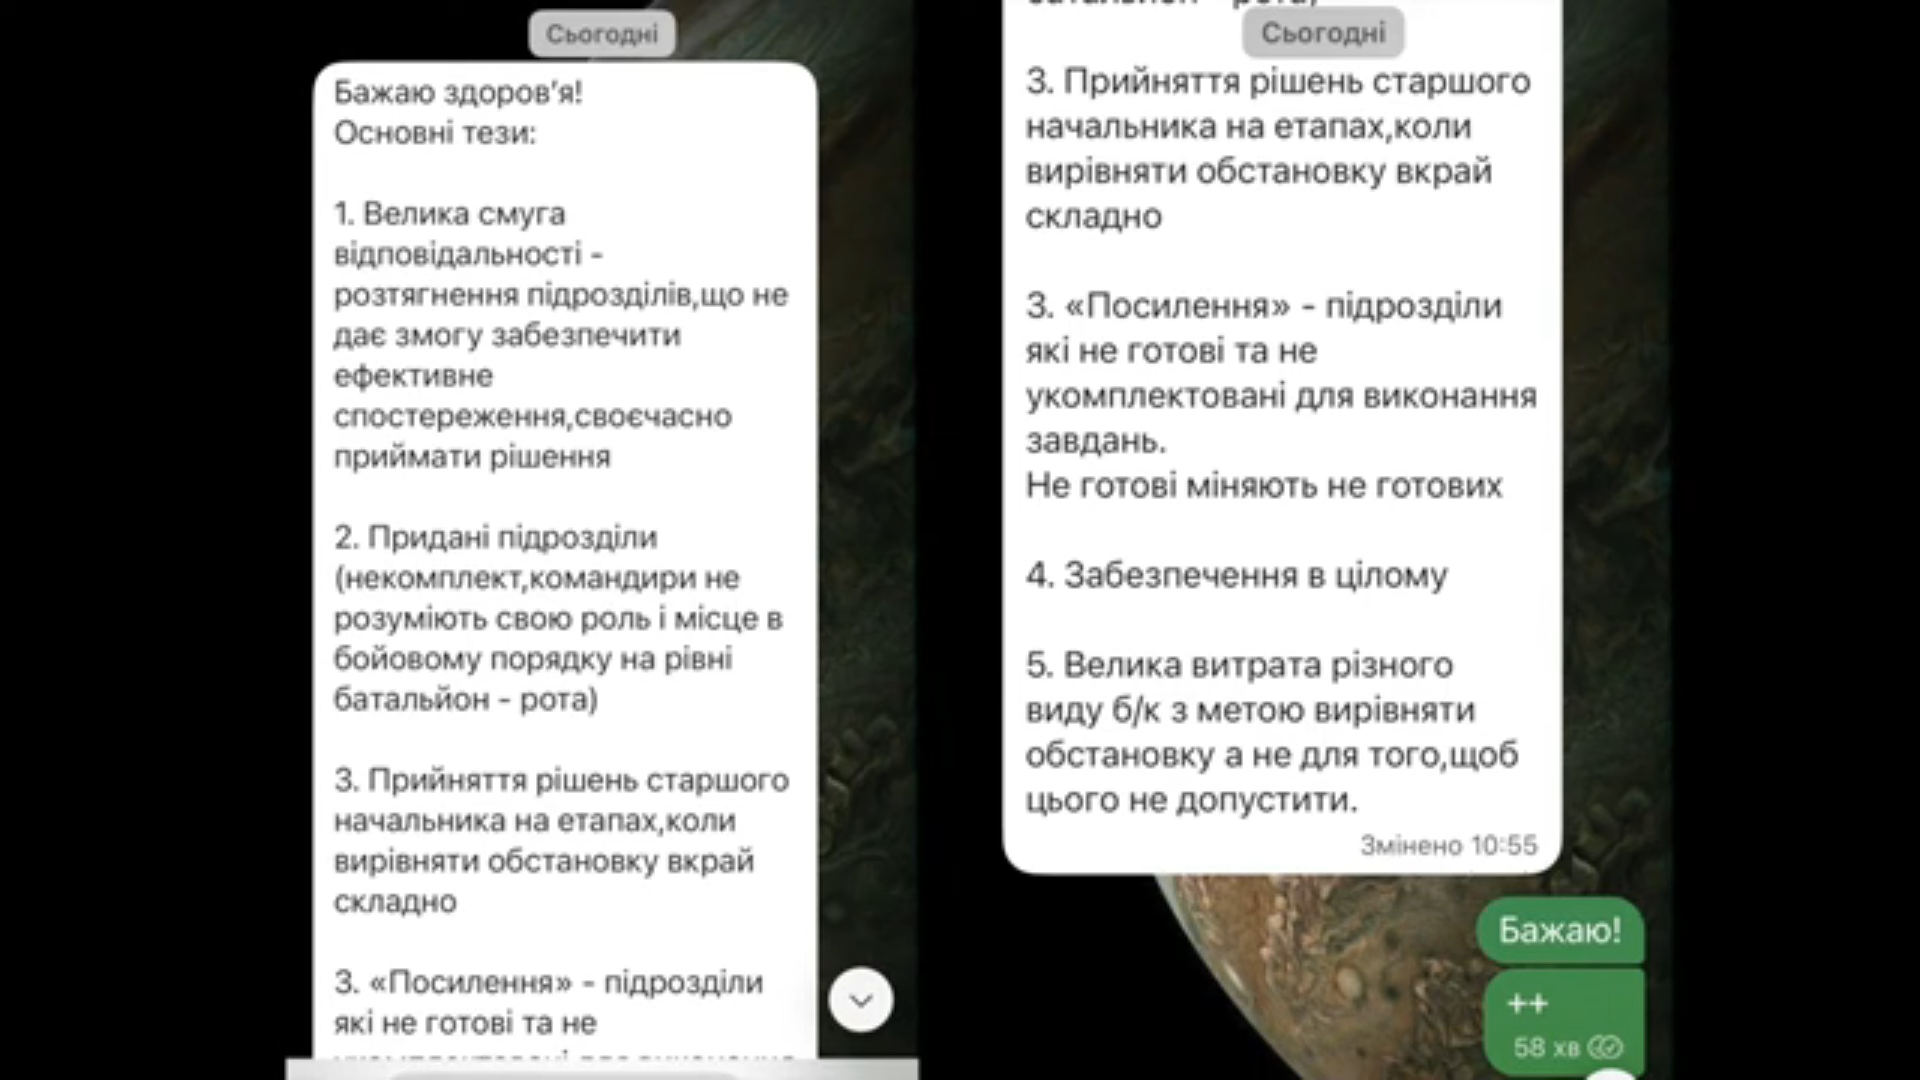 Сьогодні
Бажаю здоров’я!
Основні тези:
1. Велика смуга
відповідальності -
розтягнення підрозділів,що не
дає змогу забезпечити
ефективне
спостереження,своєчасно
приймати рішення
2. Придані підрозділи
(некомплект,командири не
розуміють свою роль і місце в
бойовому порядку на рівні
батальйон - рота)
3. Прийняття рішень старшого
начальника на етапах,коли
вирівняти обстановку вкрай
складно
3. «Посилення» - підрозділи
які не готові та не
батальйон - рота)
Сьогодні
3. Прийняття рішень старшого
начальника на етапах,коли
вирівняти обстановку вкрай
складно
3. «Посилення» - підрозділи
які не готові та не
укомплектовані для виконання
завдань.
Не готові міняють не готових
4. Забезпечення в цілому
5. Велика витрата різного
виду б/к з метою вирівняти
обстановку а не для того,щоб
цього не допустити.
Змінено 10:55
Бажаю!
++
58 хв